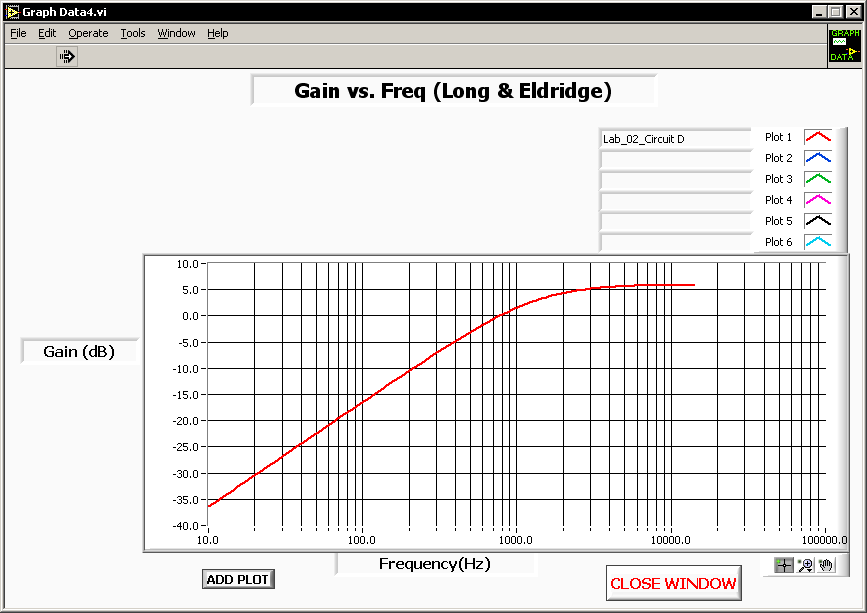 Graph Data4.vi
File Edit Operate Tools Window Help
GRAPH
DATA
Gain vs. Freq (Long & Eldridge)
Lab_02_Circuit D Plot 1
Plot 2
Plot 3
Plot 4
Plot 5
Plot 6
10.0
5.0
0.0
-5.0
-10.0
-15.0
-20.0
-25.0
-30.0
-35.0
-40.0
Gain (dB)
10.0 100.0 1000.0 10000.0 100000.0
Frequency(Hz)
ADD PLOT
CLOSE WINDOW